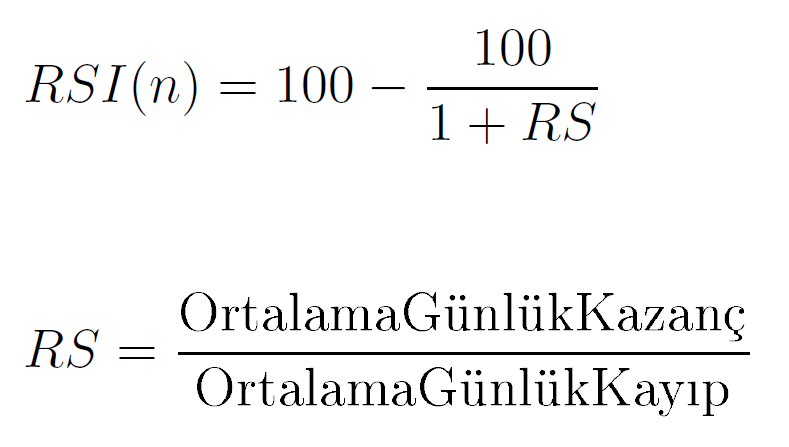 RSI(n) = 100 − 100 / (1 + RS)
RS = OrtalamaGünlükKazanç / OrtalamaGünlükKayıp